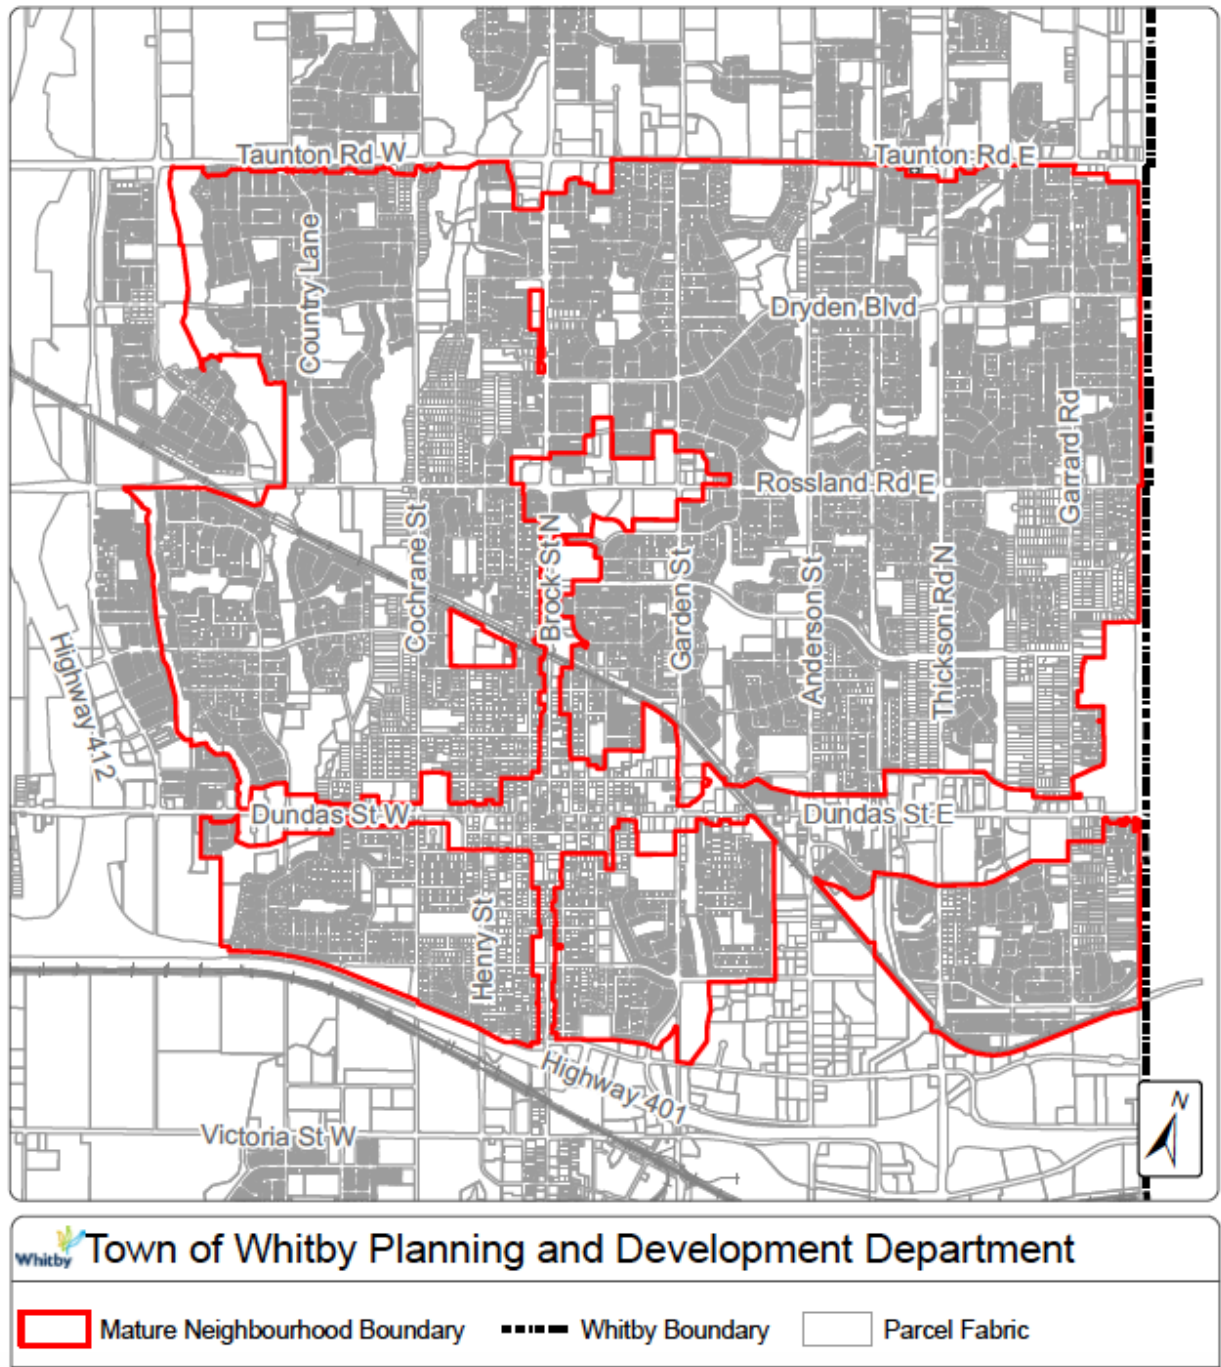 Taunton Rd W
Taunton Rd E
Country Lane
Dryden Blvd
Garrard Rd
Rossland Rd E
Cochrane St
Brock St N
Garden St
Anderson St
Thickson Rd N
Highway 412
Dundas St W
Dundas St E
Henry St
Highway 401
N
Victoria St W
Whitby
Town of Whitby Planning and Development Department
Mature Neighbourhood Boundary
Whitby Boundary
Parcel Fabric